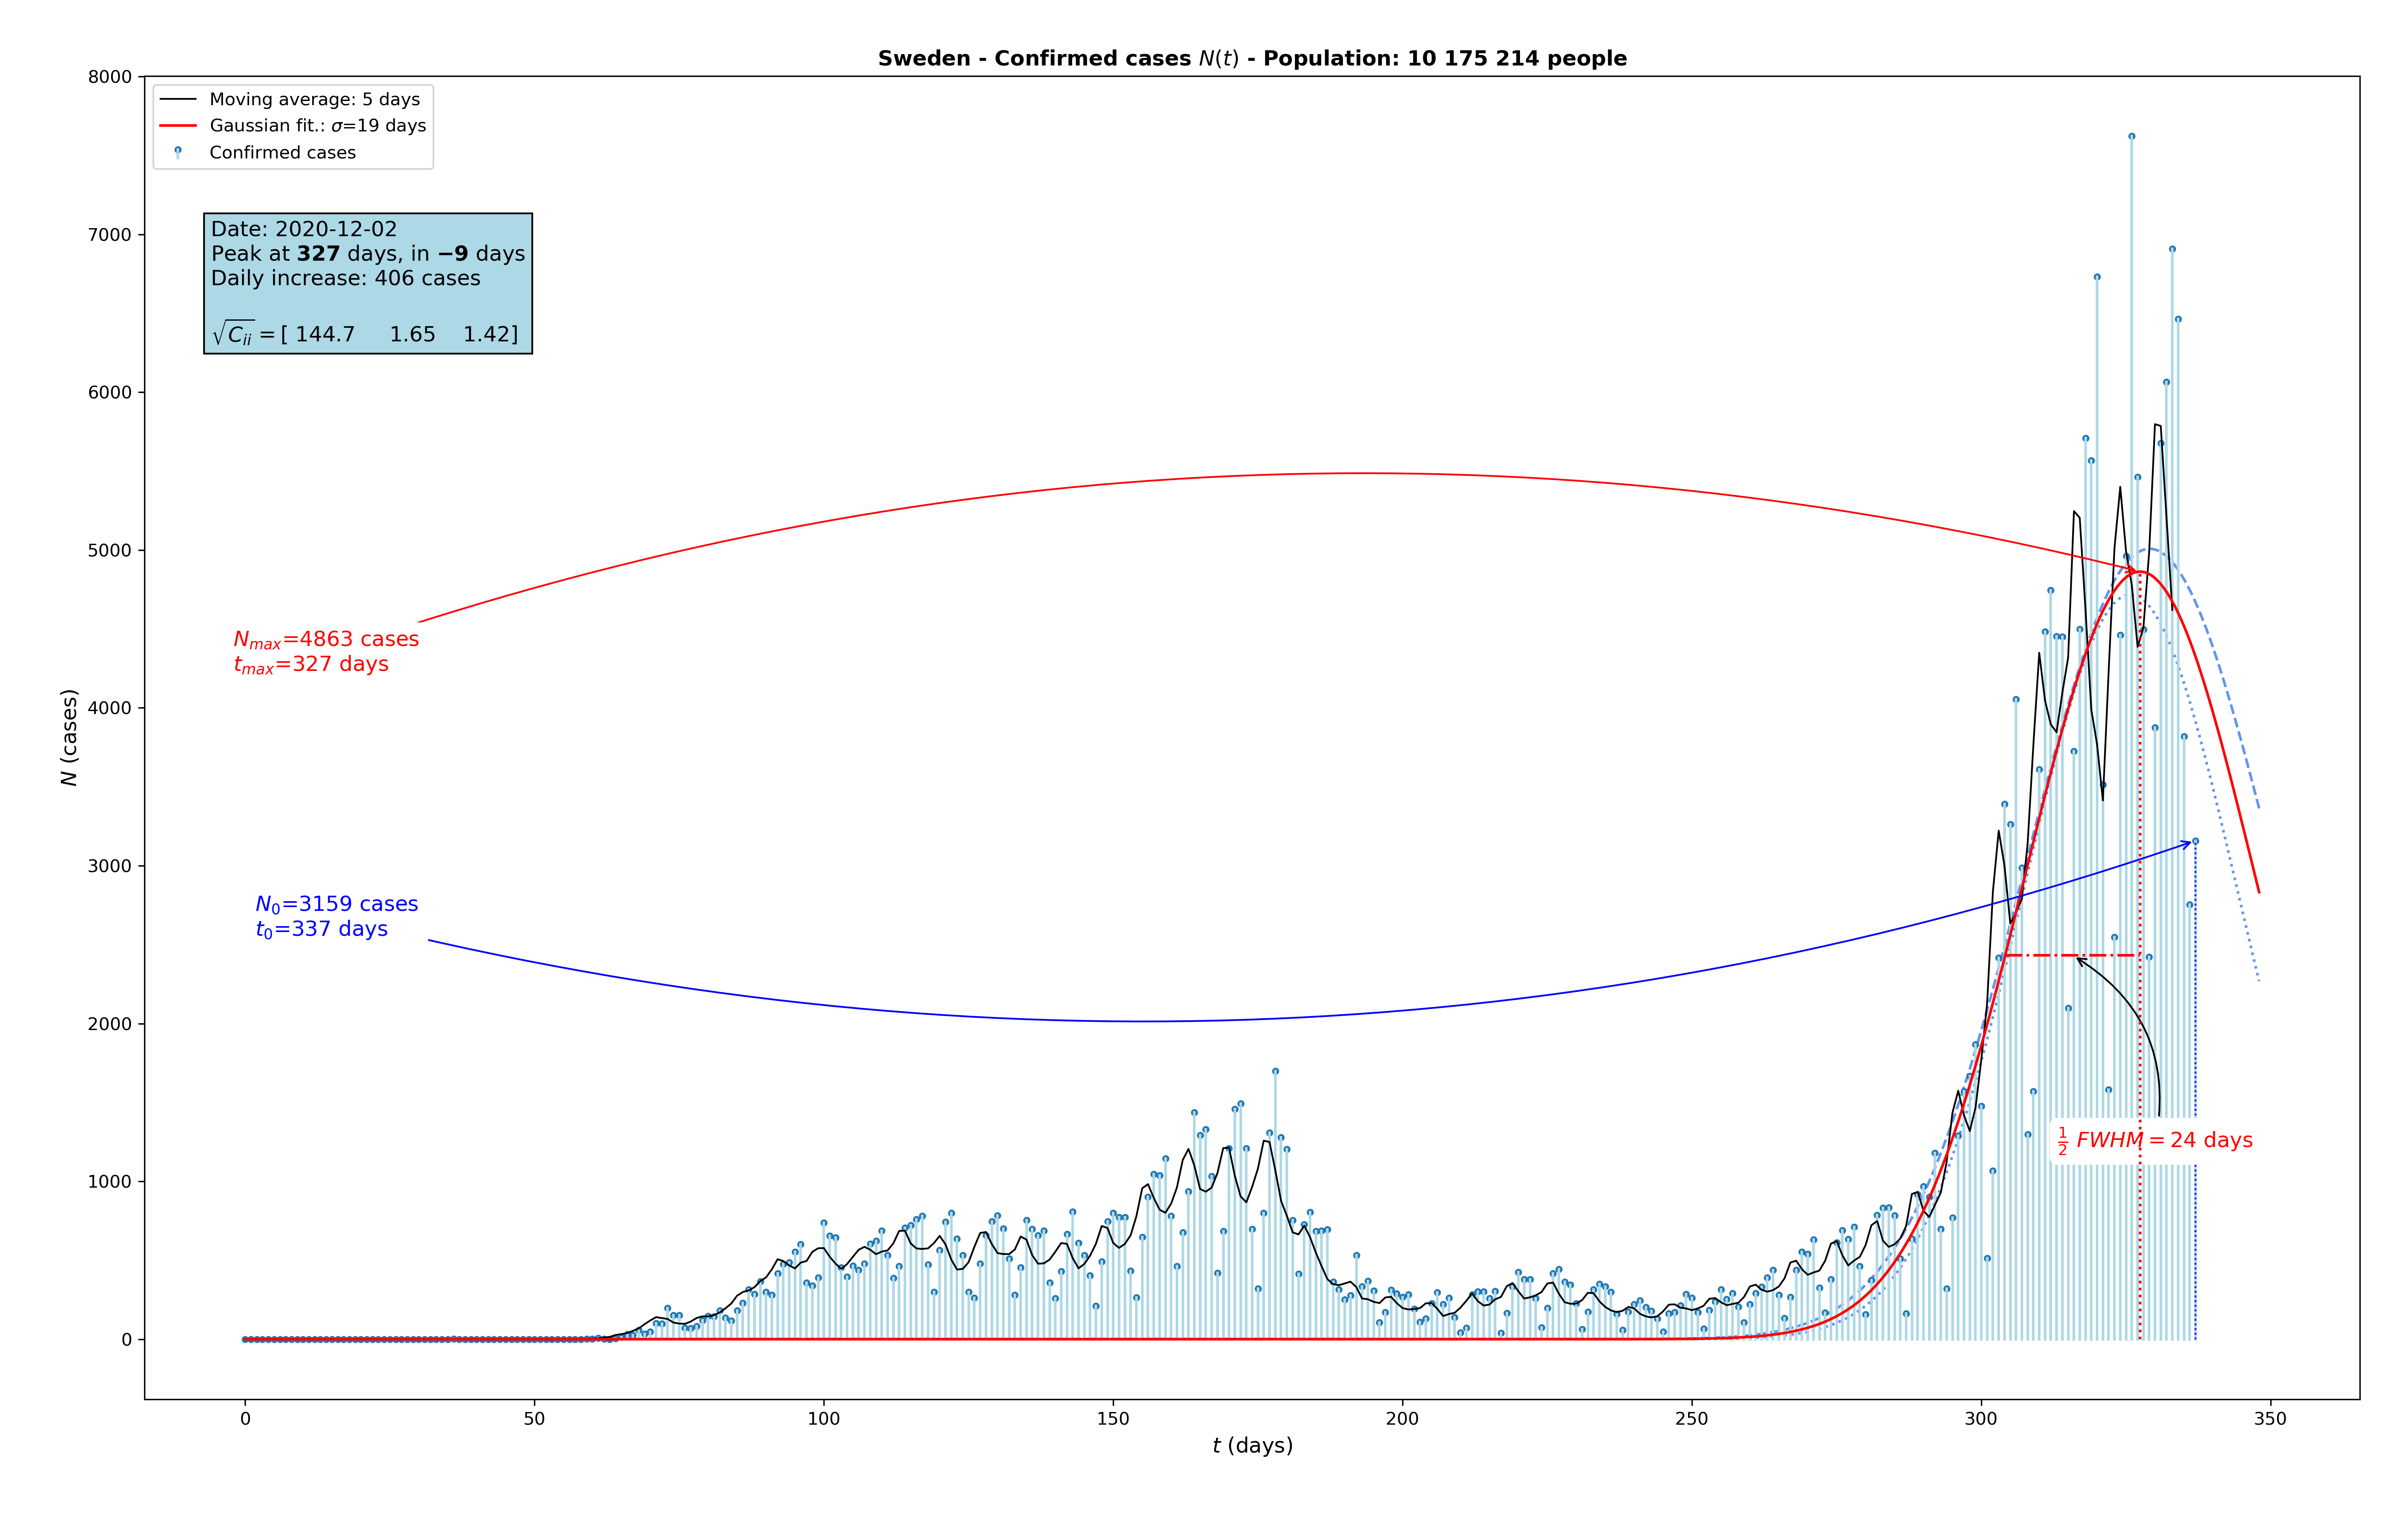 Sweden - Confirmed cases N(t) - Population: 10 175 214 people
Moving average: 5 days
Gaussian fit.: σ=19 days
Confirmed cases
Date: 2020-12-02
Peak at 327 days, in −9 days
Daily increase: 406 cases
√C_ii = [ 144.7 1.65 1.42]
N_max=4863 cases
t_max=327 days
N_0=3159 cases
t_0=337 days
½ FWHM = 24 days
N (cases)
8000
7000
6000
5000
4000
3000
2000
1000
0
0 50 100 150 200 250 300 350
t (days)